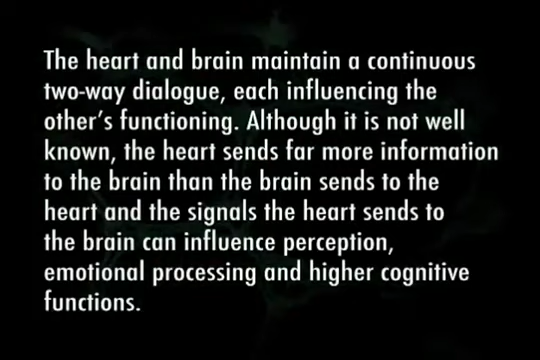 The heart and brain maintain a continuous
two-way dialogue, each influencing the
other's functioning. Although it is not well
known, the heart sends far more information
to the brain than the brain sends to the
heart and the signals the heart sends to
the brain can influence perception,
emotional processing and higher cognitive
functions.